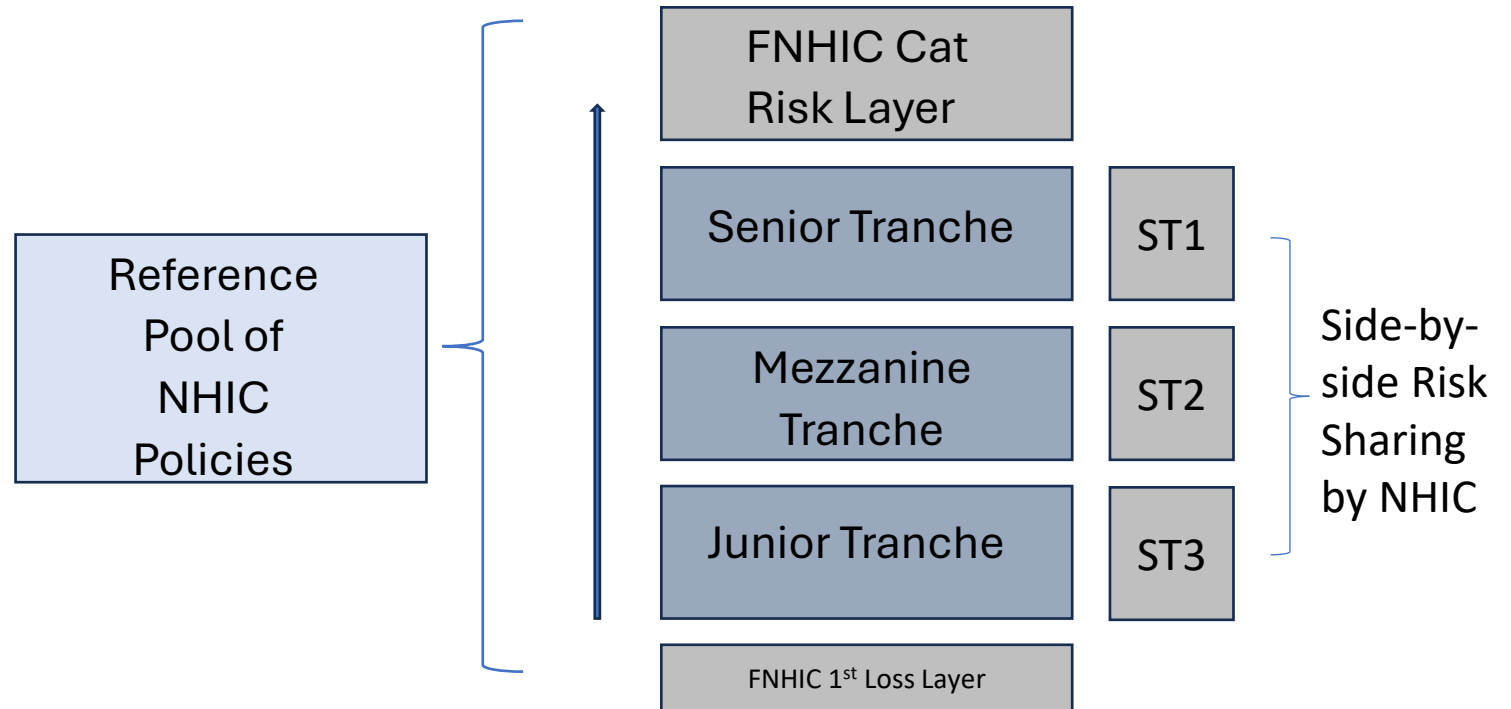 Reference
Pool of
NHIC
Policies
FNHIC Cat
Risk Layer
Senior Tranche
ST1
Mezzanine
Tranche
ST2
Junior Tranche
ST3
FNHIC 1st Loss Layer
Side-by-
side Risk
Sharing
by NHIC